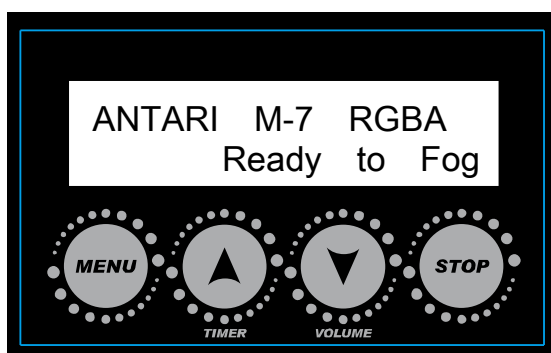 ANTARI M-7 RGBA
Ready to Fog
MENU
STOP
TIMER
VOLUME